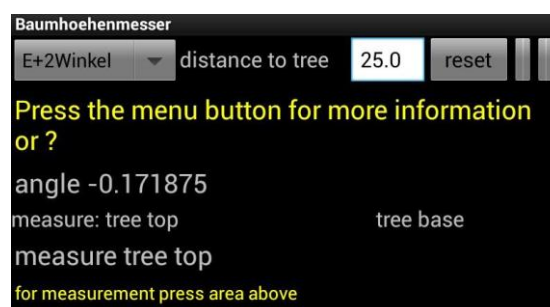 Baumhoehenmesser
E+2Winkel distance to tree 25.0 reset
Press the menu button for more information
or ?
angle -0.171875
measure: tree top tree base
measure tree top
for measurement press area above